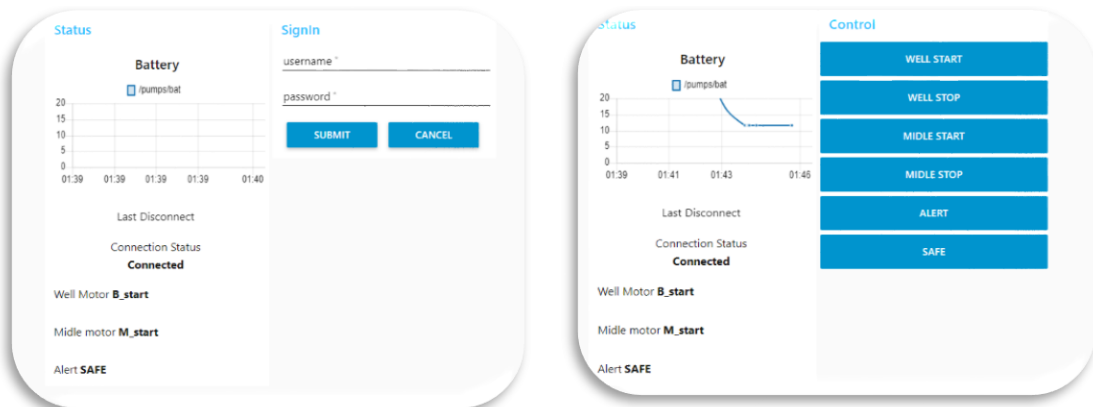 Status
Battery
/pumps/bat
20
15
10
5
0
01:39 01:39 01:39 01:39 01:40
Last Disconnect
Connection Status
Connected
Well Motor B_start
Midle motor M_start
Alert SAFE
SignIn
username *
password *
SUBMIT CANCEL
Status
Battery
/pumps/bat
20
15
10
5
0
01:39 01:41 01:43 01:46
Last Disconnect
Connection Status
Connected
Well Motor B_start
Midle motor M_start
Alert SAFE
Control
WELL START
WELL STOP
MIDLE START
MIDLE STOP
ALERT
SAFE